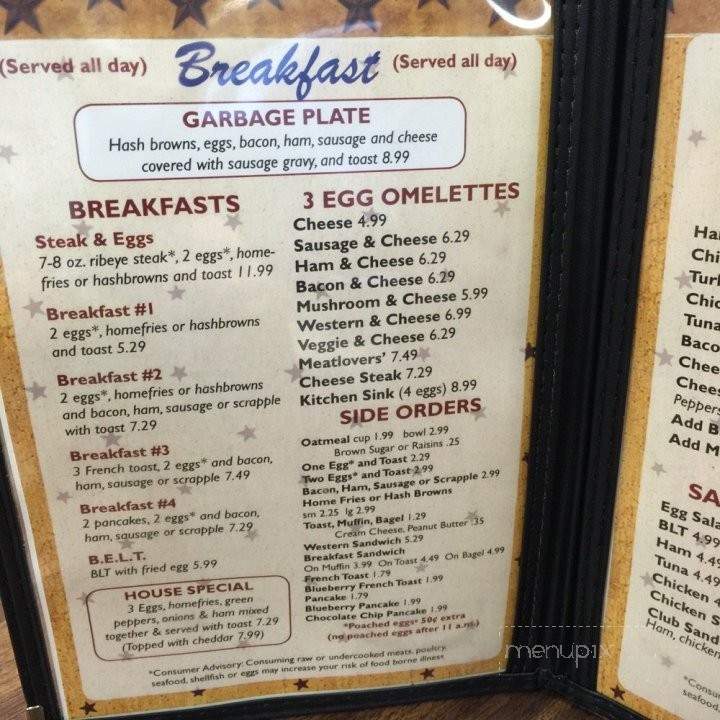 (Served all day)
Breakfast
(Served all day)
GARBAGE PLATE
Hash browns, eggs, bacon, ham, sausage and cheese
covered with sausage gravy, and toast 8.99
BREAKFASTS
Steak & Eggs
7-8 oz. ribeye steak*, 2 eggs*, home-
fries or hashbrowns and toast 11.99
Breakfast #1
2 eggs*, homefries or hashbrowns
and toast 5.29
Breakfast #2
2 eggs*, homefries or hashbrowns
and bacon, ham, sausage or scrapple
with toast 7.29
Breakfast #3
3 French toast, 2 eggs* and bacon,
ham, sausage or scrapple 7.49
Breakfast #4
2 pancakes, 2 eggs* and bacon,
ham, sausage or scrapple 7.29
B.E.L.T.
BLT with fried egg 5.99
HOUSE SPECIAL
3 Eggs, homefries, green
peppers, onions & ham mixed
together & served with toast 7.29
(Topped with cheddar 7.99)
3 EGG OMELETTES
Cheese 4.99
Sausage & Cheese 6.29
Ham & Cheese 6.29
Bacon & Cheese 6.29
Mushroom & Cheese 5.99
Western & Cheese 6.99
Veggie & Cheese 6.29
Meatlovers' 7.49
Cheese Steak 7.29
Kitchen Sink (4 eggs) 8.99
SIDE ORDERS
Oatmeal cup 1.99 bowl 2.99
Brown Sugar or Raisins .25
One Egg* and Toast 2.29
Two Eggs* and Toast 2.99
Bacon, Ham, Sausage or Scrapple 2.99
Home Fries or Hash Browns
sm 2.25 lg 2.99
Toast, Muffin, Bagel 1.29
Cream Cheese, Peanut Butter .35
Western Sandwich 5.29
Breakfast Sandwich
On Muffin 3.99 On Toast 4.49 On Bagel 4.99
French Toast 1.79
Blueberry French Toast 1.99
Pancake 1.79
Blueberry Pancake 1.99
Chocolate Chip Pancake 1.99
*Poached eggs* 50¢ extra
(no poached eggs after 11 a.m.)
*Consumer Advisory: Consuming raw or undercooked meats, poultry,
seafood, shellfish or eggs may increase your risk of food borne illness
Ha
Chi
Turk
Chic
Tuna
Baco
Chee
Chees
Peppers
Add B
Add M
SA
Egg Sala
BLT 4.99
Ham 4.49
Tuna 4.49
Chicken 4
Chicken S
Club Sand
Ham, chicken
*Consu
seafood,
menupix